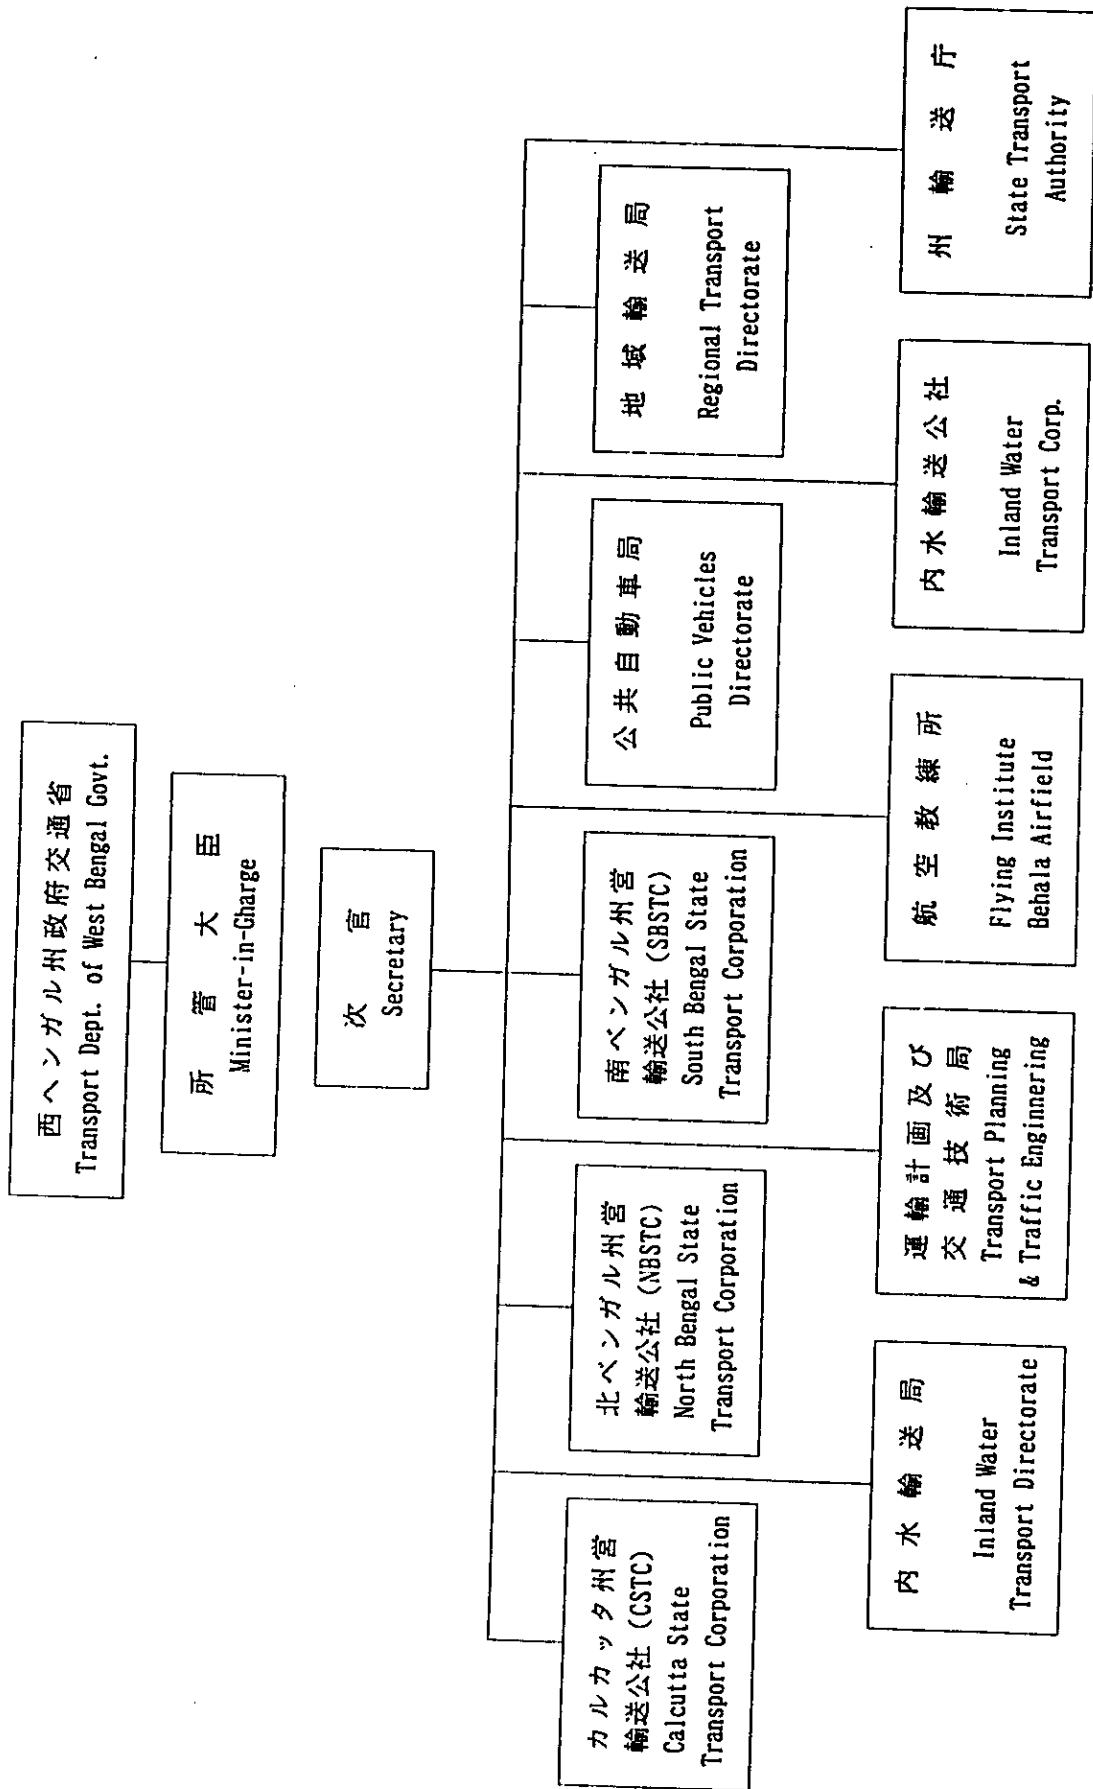 西ヘンガル州政府交通省
Transport Dept. of West Bengal Govt.
所管大臣
Minister-in-Gharge
次官
Secretary
カルカッタ州営
輸送公社 (CSTC)
Calcutta State
Transport Corporation
北ベンガル州営
輸送公社 (NBSTC)
North Bengal State
Transport Corporation
南ベンガル州営
輸送公社 (SBSTC)
South Bengal State
Transport Corporation
公共自動車局
Public Vehicles
Directorate
地域輸送局
Regional Transport
Directorate
内水輸送局
Inland Water
Transport Directorate
運輸計画及び
交通技術局
Transport Planning
& Traffic Enginnering
航空教練所
Flying Institute
Behala Airfield
内水輸送公社
Inland Water
Transport Corp.
州輸送庁
State Transport
Authority